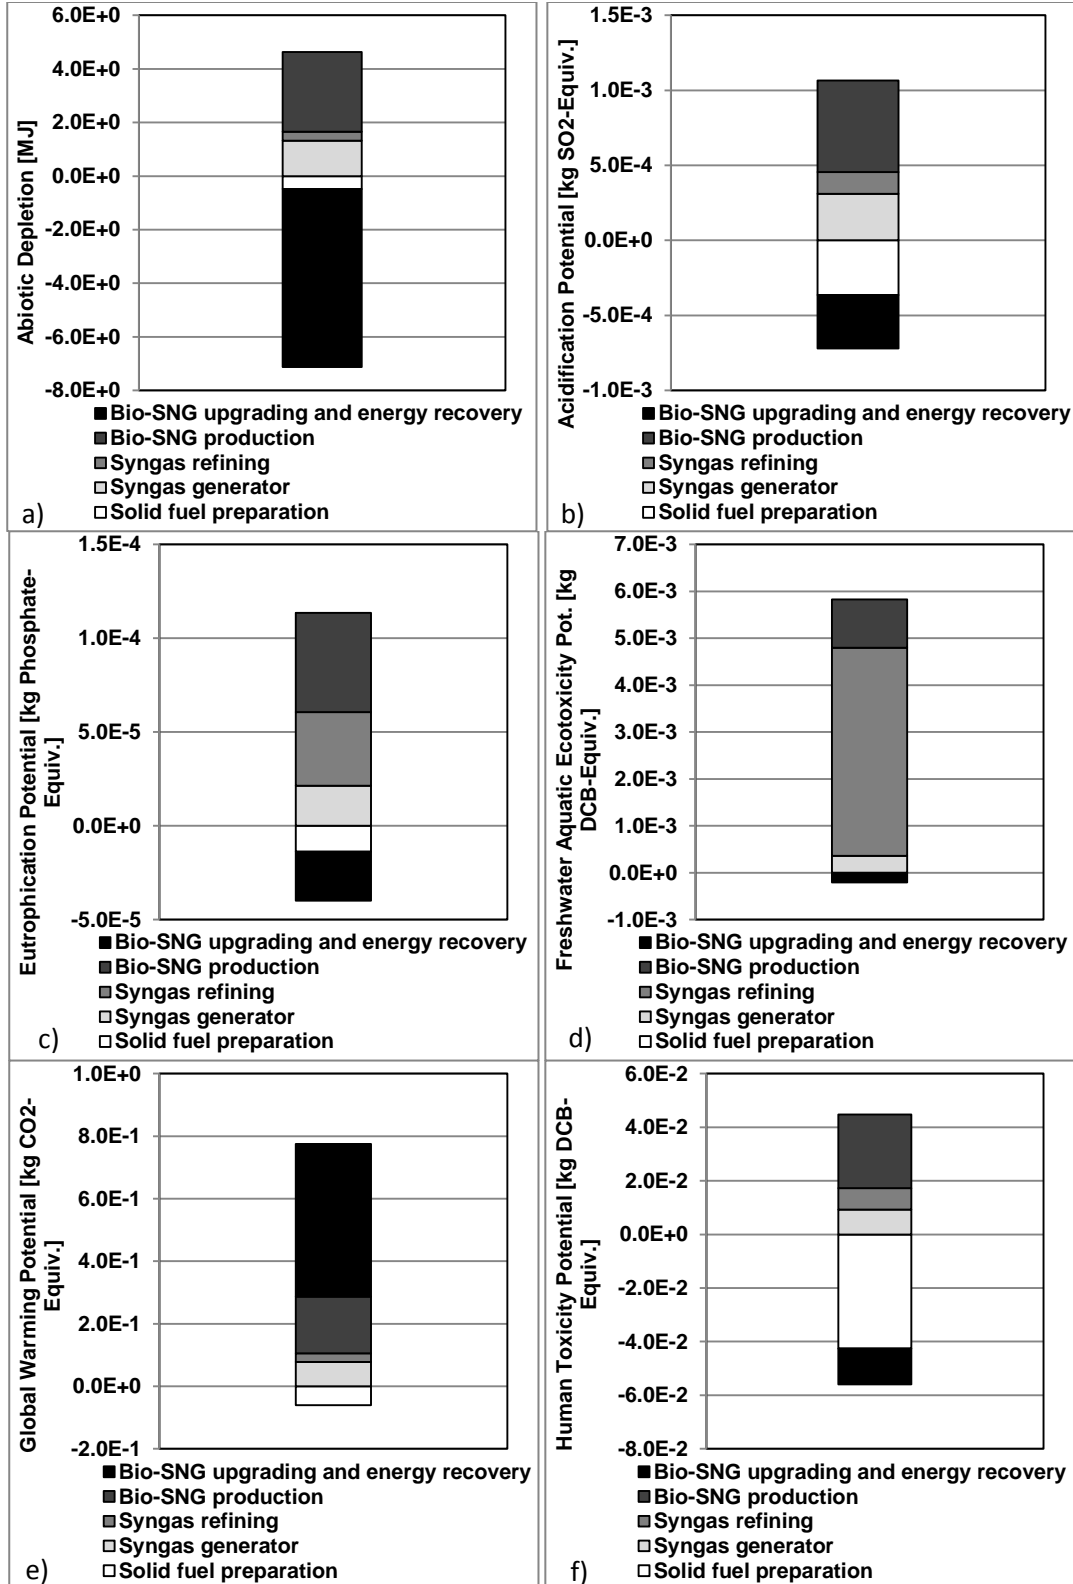 Abiotic Depletion [MJ]
6.0E+0
4.0E+0
2.0E+0
0.0E+0
-2.0E+0
-4.0E+0
-6.0E+0
-8.0E+0
Bio-SNG upgrading and energy recovery
Bio-SNG production
Syngas refining
Syngas generator
Solid fuel preparation
a)
Acidification Potential [kg SO2-Equiv.]
1.5E-3
1.0E-3
5.0E-4
0.0E+0
-5.0E-4
-1.0E-3
Bio-SNG upgrading and energy recovery
Bio-SNG production
Syngas refining
Syngas generator
Solid fuel preparation
b)
Eutrophication Potential [kg Phosphate-
Equiv.]
1.5E-4
1.0E-4
5.0E-5
0.0E+0
-5.0E-5
Bio-SNG upgrading and energy recovery
Bio-SNG production
Syngas refining
Syngas generator
Solid fuel preparation
c)
Freshwater Aquatic Ecotoxicity Pot. [kg
DCB-Equiv.]
7.0E-3
6.0E-3
5.0E-3
4.0E-3
3.0E-3
2.0E-3
1.0E-3
0.0E+0
-1.0E-3
Bio-SNG upgrading and energy recovery
Bio-SNG production
Syngas refining
Syngas generator
Solid fuel preparation
d)
Global Warming Potential [kg CO2-
Equiv.]
1.0E+0
8.0E-1
6.0E-1
4.0E-1
2.0E-1
0.0E+0
-2.0E-1
Bio-SNG upgrading and energy recovery
Bio-SNG production
Syngas refining
Syngas generator
Solid fuel preparation
e)
Human Toxicity Potential [kg DCB-
Equiv.]
6.0E-2
4.0E-2
2.0E-2
0.0E+0
-2.0E-2
-4.0E-2
-6.0E-2
-8.0E-2
Bio-SNG upgrading and energy recovery
Bio-SNG production
Syngas refining
Syngas generator
Solid fuel preparation
f)